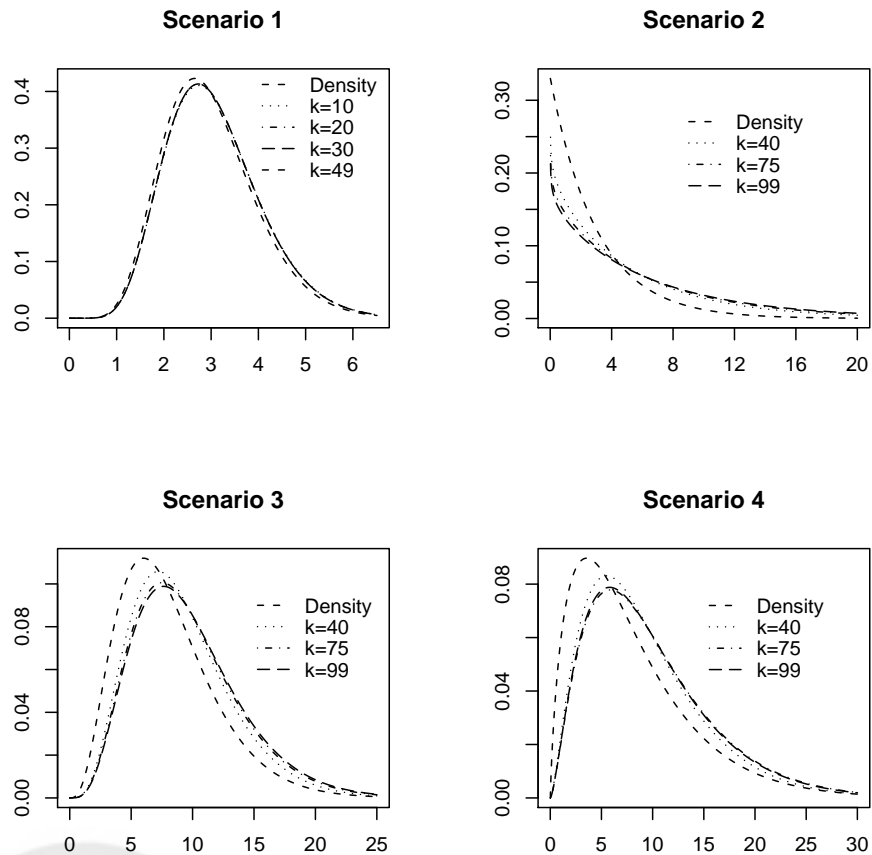 Scenario 1
0.0 0.1 0.2 0.3 0.4
Density
k=10
k=20
k=30
k=49
0 1 2 3 4 5 6
Scenario 2
0.00 0.10 0.20 0.30
Density
k=40
k=75
k=99
0 4 8 12 16 20
Scenario 3
0.00 0.04 0.08
Density
k=40
k=75
k=99
0 5 10 15 20 25
Scenario 4
0.00 0.04 0.08
Density
k=40
k=75
k=99
0 5 10 15 20 25 30